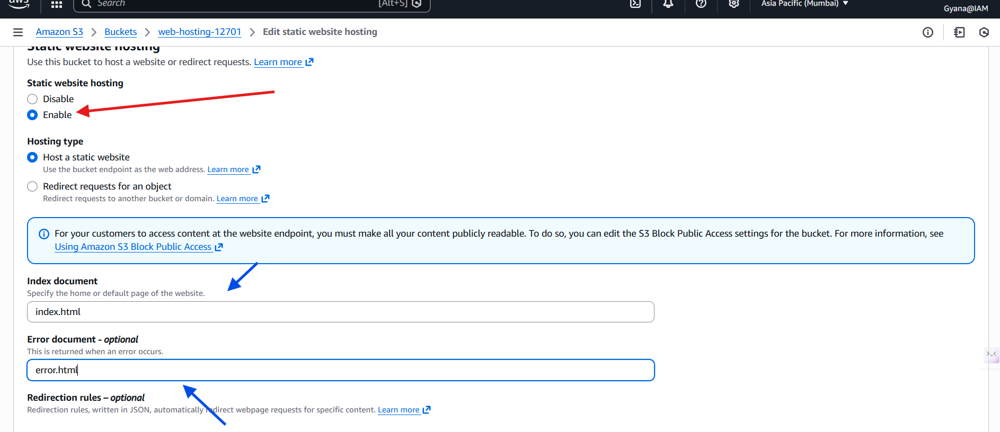 aws
Search
[Alt+S]
Asia Pacific (Mumbai)
Gyana@IAM
Amazon S3 > Buckets > web-hosting-12701 > Edit static website hosting
Static website hosting
Use this bucket to host a website or redirect requests. Learn more
Static website hosting
Disable
Enable
Hosting type
Host a static website
Use the bucket endpoint as the web address. Learn more
Redirect requests for an object
Redirect requests to another bucket or domain. Learn more
For your customers to access content at the website endpoint, you must make all your content publicly readable. To do so, you can edit the S3 Block Public Access settings for the bucket. For more information, see
Using Amazon S3 Block Public Access
Index document
Specify the home or default page of the website.
index.html
Error document - optional
This is returned when an error occurs.
error.html
Redirection rules – optional
Redirection rules, written in JSON, automatically redirect webpage requests for specific content. Learn more